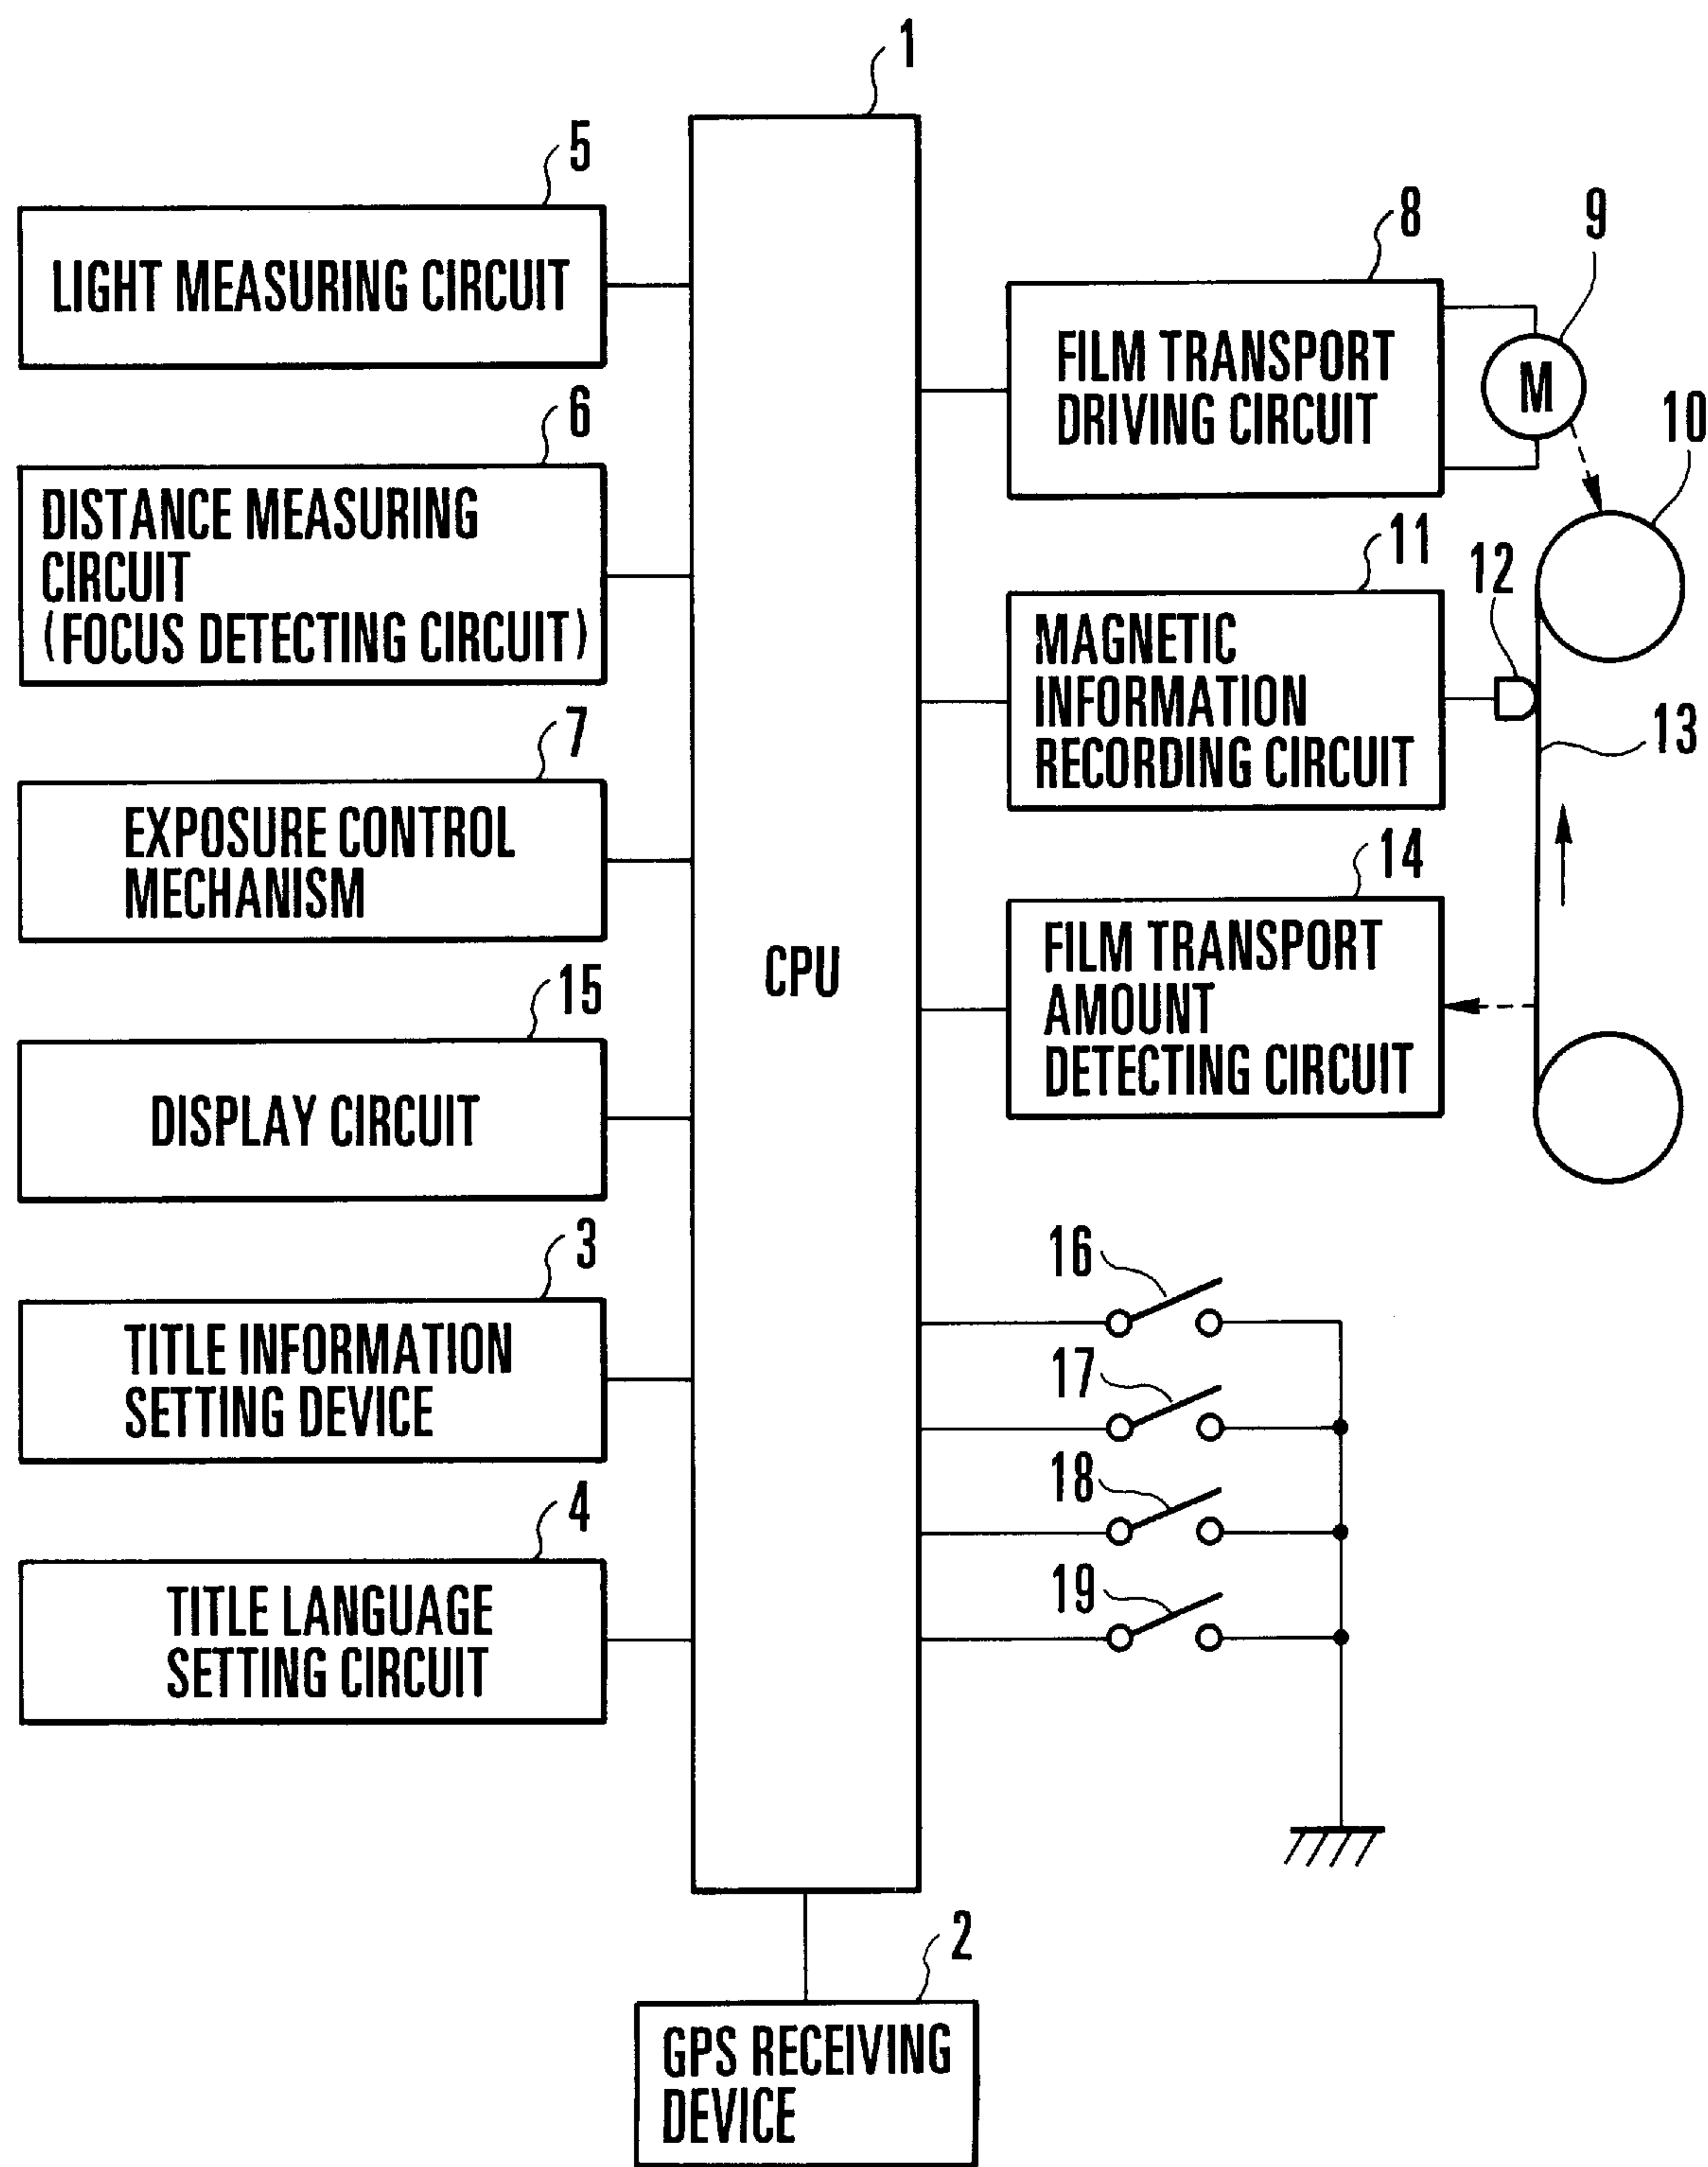 1
5
LIGHT MEASURING CIRCUIT
6
DISTANCE MEASURING
CIRCUIT
(FOCUS DETECTING CIRCUIT)
7
EXPOSURE CONTROL
MECHANISM
15
DISPLAY CIRCUIT
3
TITLE INFORMATION
SETTING DEVICE
4
TITLE LANGUAGE
SETTING CIRCUIT
CPU
8
FILM TRANSPORT
DRIVING CIRCUIT
9
M
10
11
MAGNETIC
INFORMATION
RECORDING CIRCUIT
12
13
14
FILM TRANSPORT
AMOUNT
DETECTING CIRCUIT
16
17
18
19
2
GPS RECEIVING
DEVICE